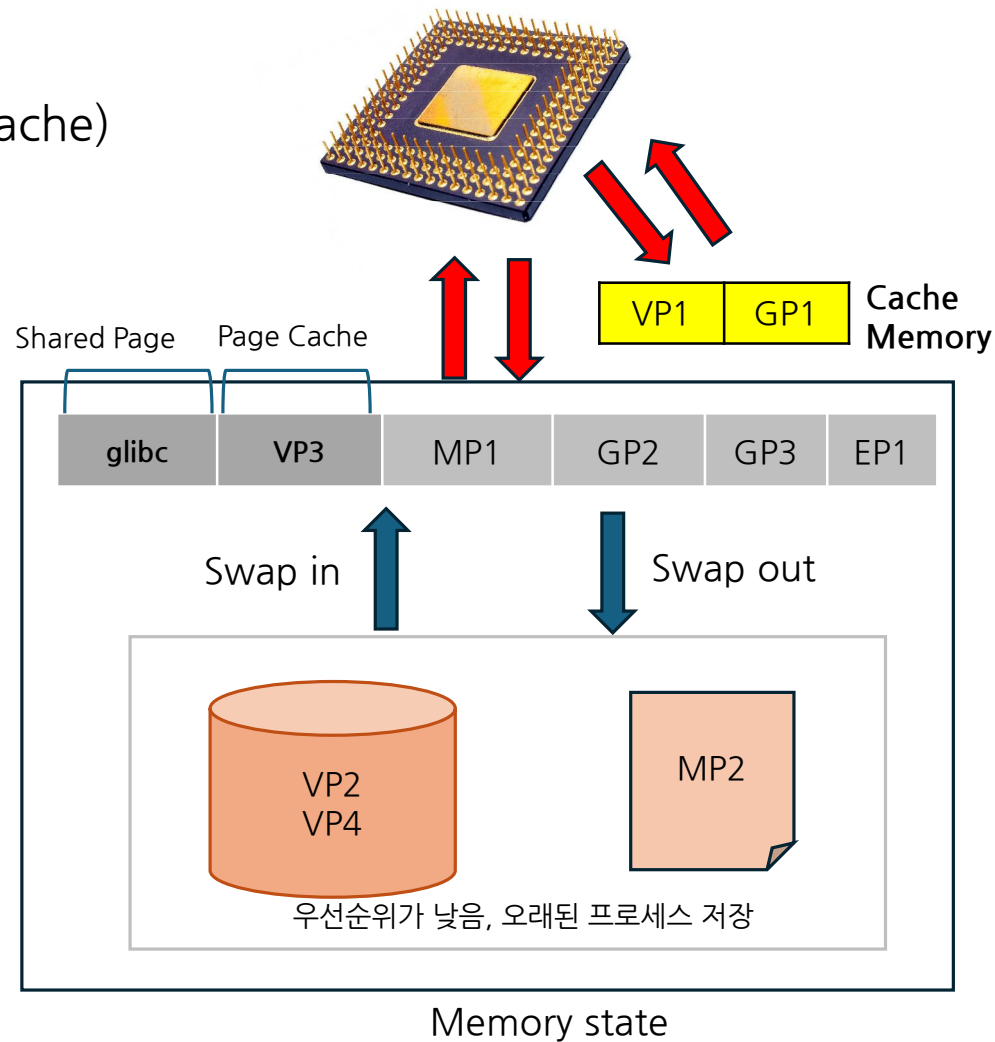 ache)
Cache
Memory
VP1 GP1
Shared Page Page Cache
glibc VP3 MP1 GP2 GP3 EP1
Swap in Swap out
VP2
VP4
MP2
우선순위가 낮음, 오래된 프로세스 저장
Memory state